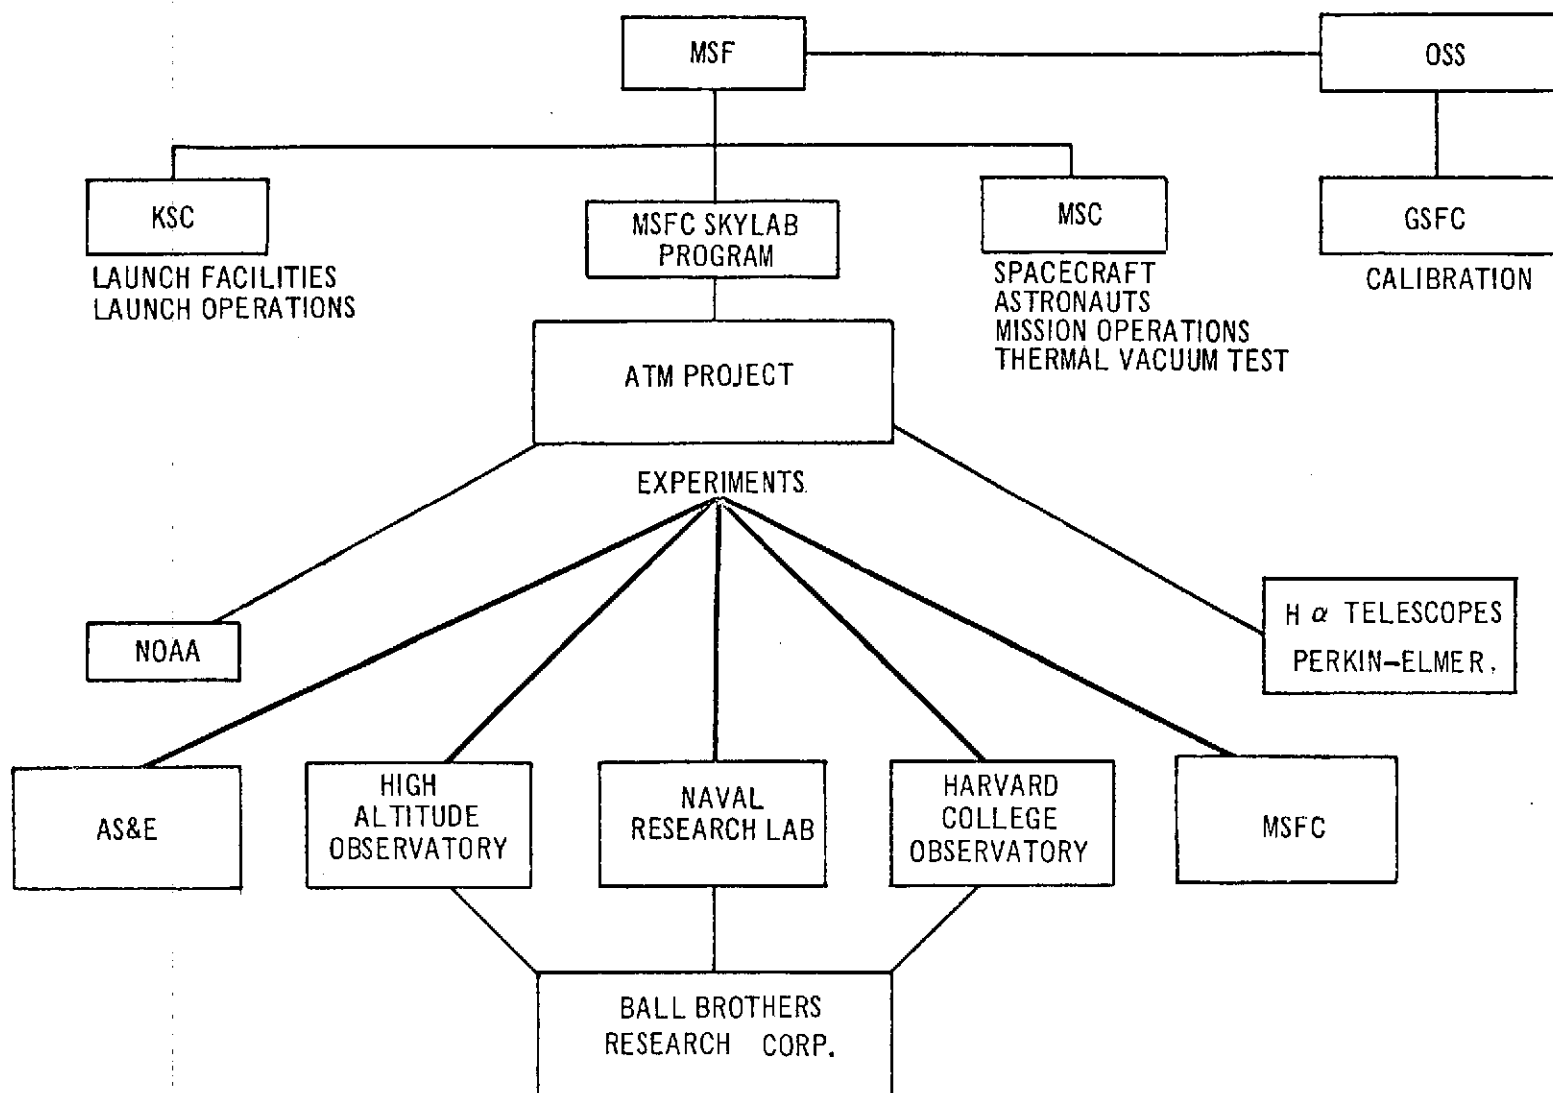 MSF
OSS
KSC
LAUNCH FACILITIES
LAUNCH OPERATIONS
MSFC SKYLAB
PROGRAM
MSC
SPACECRAFT
ASTRONAUTS
MISSION OPERATIONS
THERMAL VACUUM TEST
GSFC
CALIBRATION
ATM PROJECT
EXPERIMENTS
NOAA
H α TELESCOPES
PERKIN-ELMER.
AS&E
HIGH
ALTITUDE
OBSERVATORY
NAVAL
RESEARCH LAB
HARVARD
COLLEGE
OBSERVATORY
MSFC
BALL BROTHERS
RESEARCH CORP.